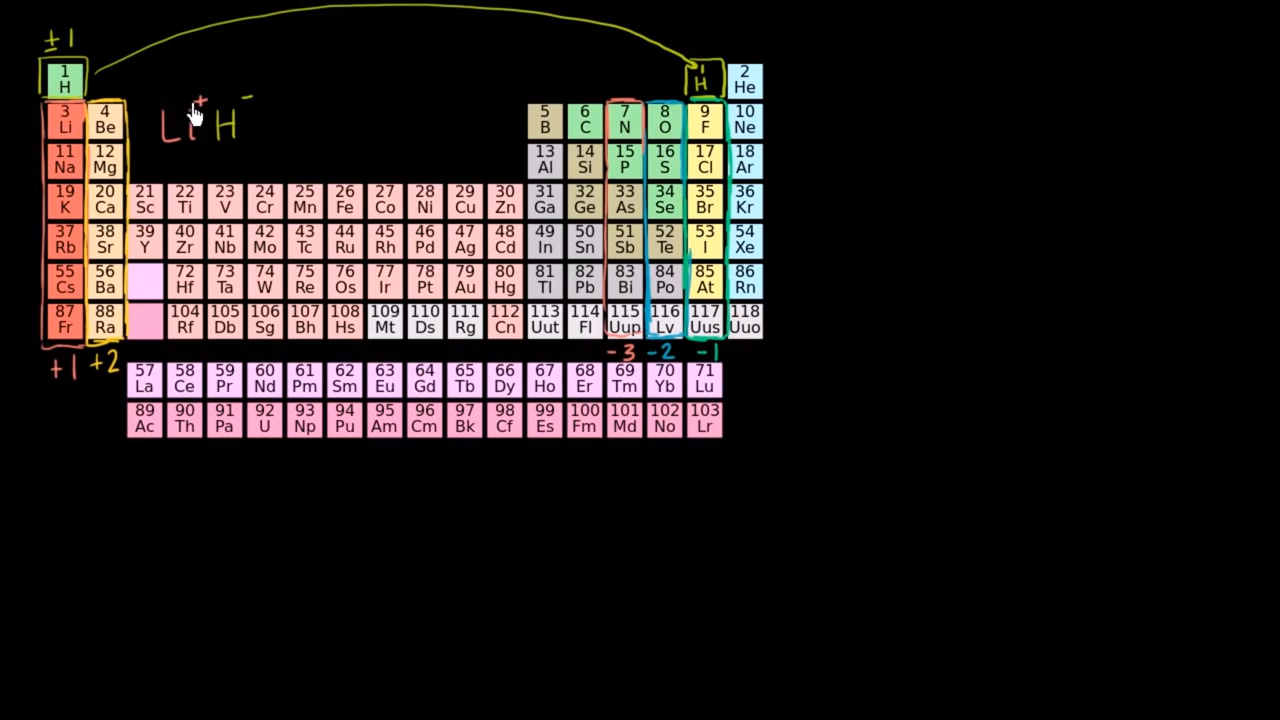 ± 1
1 H 1 H 2 He
Li + H -
3 Li 4 Be 5 B 6 C 7 N 8 O 9 F 10 Ne
11 Na 12 Mg 13 Al 14 Si 15 P 16 S 17 Cl 18 Ar
19 K 20 Ca 21 Sc 22 Ti 23 V 24 Cr 25 Mn 26 Fe 27 Co 28 Ni 29 Cu 30 Zn 31 Ga 32 Ge 33 As 34 Se 35 Br 36 Kr
37 Rb 38 Sr 39 Y 40 Zr 41 Nb 42 Mo 43 Tc 44 Ru 45 Rh 46 Pd 47 Ag 48 Cd 49 In 50 Sn 51 Sb 52 Te 53 I 54 Xe
55 Cs 56 Ba 72 Hf 73 Ta 74 W 75 Re 76 Os 77 Ir 78 Pt 79 Au 80 Hg 81 Tl 82 Pb 83 Bi 84 Po 85 At 86 Rn
87 Fr 88 Ra 104 Rf 105 Db 106 Sg 107 Bh 108 Hs 109 Mt 110 Ds 111 Rg 112 Cn 113 Uut 114 Fl 115 Uup 116 Lv 117 Uus 118 Uuo
+1 +2 -3 -2 -1
57 La 58 Ce 59 Pr 60 Nd 61 Pm 62 Sm 63 Eu 64 Gd 65 Tb 66 Dy 67 Ho 68 Er 69 Tm 70 Yb 71 Lu
89 Ac 90 Th 91 Pa 92 U 93 Np 94 Pu 95 Am 96 Cm 97 Bk 98 Cf 99 Es 100 Fm 101 Md 102 No 103 Lr